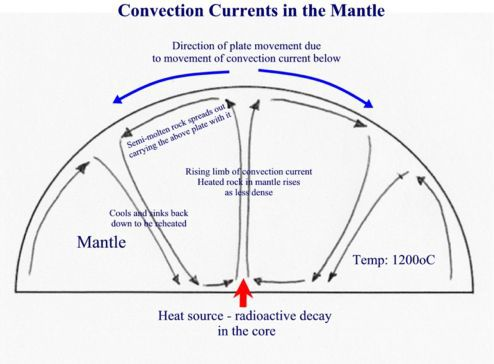 Convection Currents in the Mantle
Direction of plate movement due
to movement of convection current below
Semi-molten rock spreads out
carrying the above plate with it
Rising limb of convection current
Heated rock in mantle rises
as less dense
Cools and sinks back
down to be reheated
Mantle
Temp: 1200oC
Heat source - radioactive decay
in the core